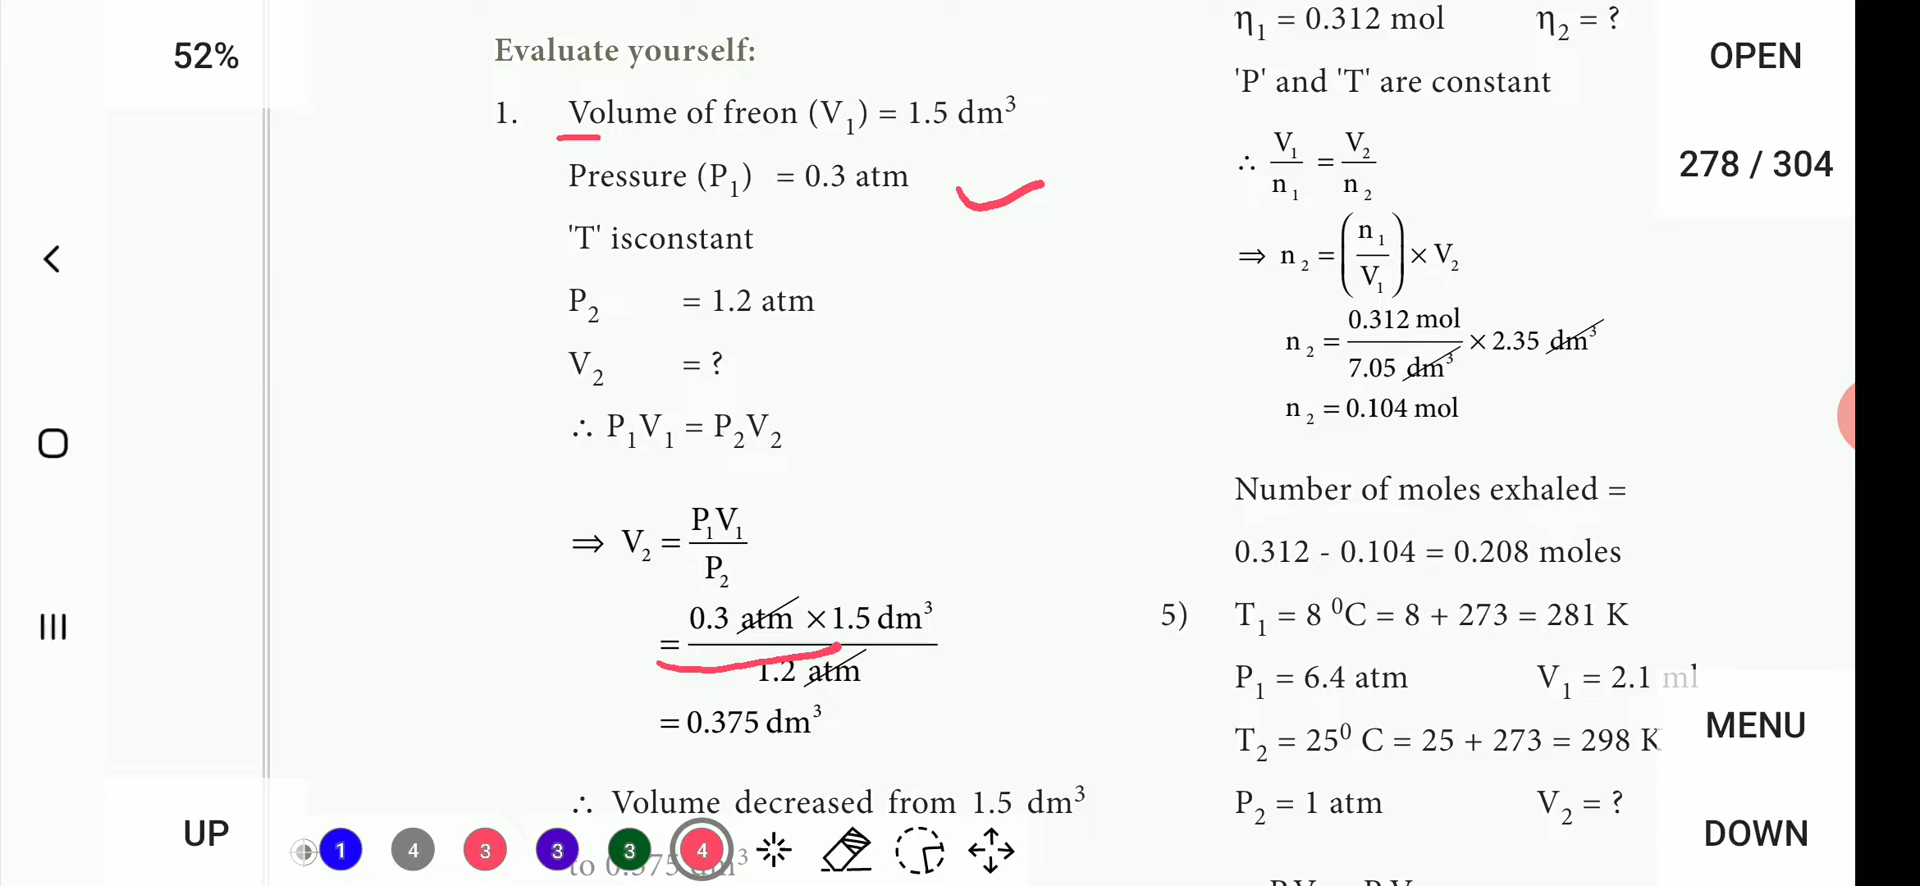 52%
UP
Evaluate yourself:
1. Volume of freon (V₁) = 1.5 dm³
Pressure (P₁) = 0.3 atm
'T' isconstant
P₂ = 1.2 atm
V₂ = ?
∴ P₁V₁ = P₂V₂
⇒ V₂ = P₁V₁ / P₂
= 0.3 atm × 1.5 dm³ / 1.2 atm
= 0.375 dm³
∴ Volume decreased from 1.5 dm³
to 0.375 dm³
1 4 3 3 3 4
η₁ = 0.312 mol η₂ = ?
'P' and 'T' are constant
∴ V₁ / n₁ = V₂ / n₂
⇒ n₂ = (n₁ / V₁) × V₂
n₂ = 0.312 mol / 7.05 dm³ × 2.35 dm³
n₂ = 0.104 mol
Number of moles exhaled =
0.312 - 0.104 = 0.208 moles
5) T₁ = 8 ⁰C = 8 + 273 = 281 K
P₁ = 6.4 atm V₁ = 2.1 ml
T₂ = 25⁰ C = 25 + 273 = 298 K
P₂ = 1 atm V₂ = ?
OPEN
278 / 304
MENU
DOWN